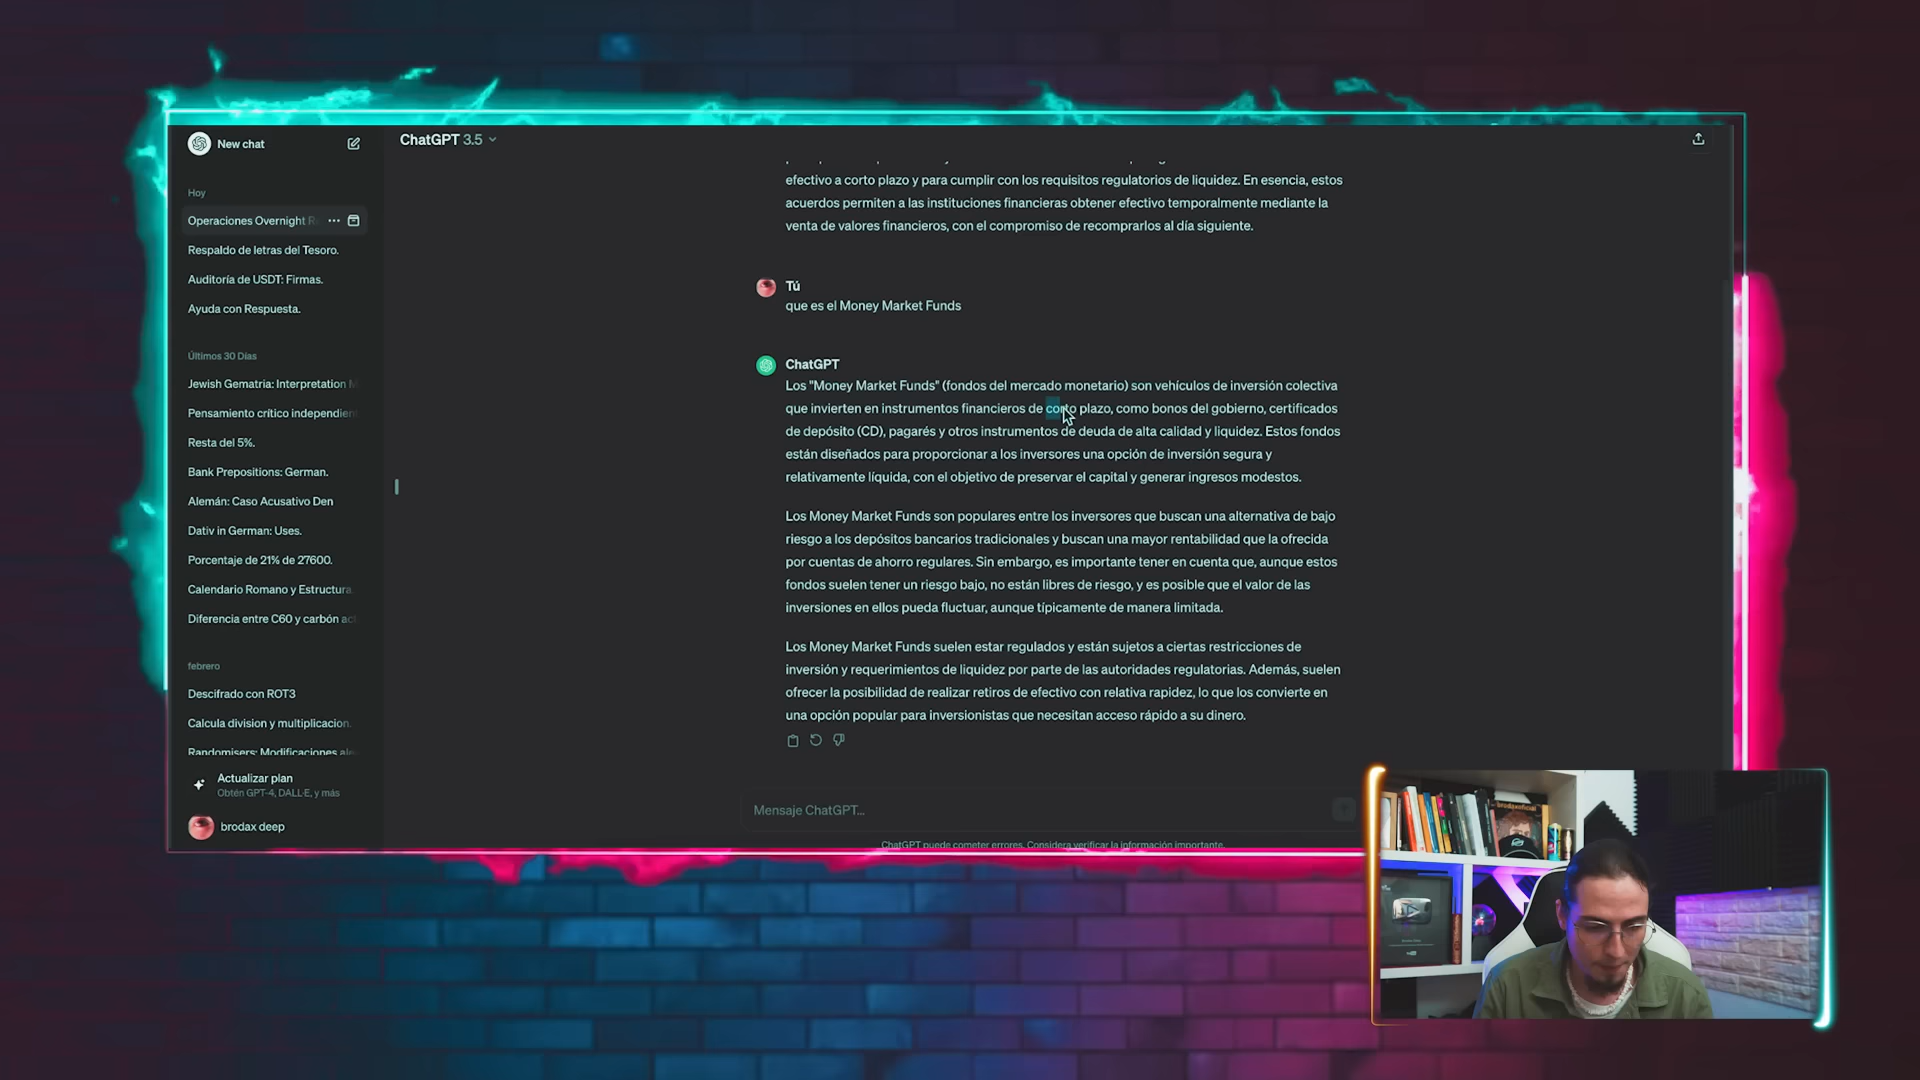 New chat
Hoy
Operaciones Overnight
Respaldo de letras del Tesoro.
Auditoría de USDT: Firmas.
Ayuda con Respuesta.
Últimos 30 Días
Jewish Gematria: Interpretation
Pensamiento crítico independien
Resta del 5%.
Bank Prepositions: German.
Alemán: Caso Acusativo Den
Dativ in German: Uses.
Porcentaje de 21% de 27600.
Calendario Romano y Estructura.
Diferencia entre C60 y carbón
febrero
Descifrado con ROT3
Calcula division y multiplicacion.
Randomisers: Modificaciones
Actualizar plan
Obtén GPT-4, DALL·E, y más
brodax deep
ChatGPT 3.5
efectivo a corto plazo y para cumplir con los requisitos regulatorios de liquidez. En esencia, estos
acuerdos permiten a las instituciones financieras obtener efectivo temporalmente mediante la
venta de valores financieros, con el compromiso de recomprarlos al día siguiente.
Tú
que es el Money Market Funds
ChatGPT
Los "Money Market Funds" (fondos del mercado monetario) son vehículos de inversión colectiva
que invierten en instrumentos financieros de corto plazo, como bonos del gobierno, certificados
de depósito (CD), pagarés y otros instrumentos de deuda de alta calidad y liquidez. Estos fondos
están diseñados para proporcionar a los inversores una opción de inversión segura y
relativamente líquida, con el objetivo de preservar el capital y generar ingresos modestos.
Los Money Market Funds son populares entre los inversores que buscan una alternativa de bajo
riesgo a los depósitos bancarios tradicionales y buscan una mayor rentabilidad que la ofrecida
por cuentas de ahorro regulares. Sin embargo, es importante tener en cuenta que, aunque estos
fondos suelen tener un riesgo bajo, no están libres de riesgo, y es posible que el valor de las
inversiones en ellos pueda fluctuar, aunque típicamente de manera limitada.
Los Money Market Funds suelen estar regulados y están sujetos a ciertas restricciones de
inversión y requerimientos de liquidez por parte de las autoridades regulatorias. Además, suelen
ofrecer la posibilidad de realizar retiros de efectivo con relativa rapidez, lo que los convierte en
una opción popular para inversionistas que necesitan acceso rápido a su dinero.
Mensaje ChatGPT...
ChatGPT puede cometer errores. Considera verificar la información importante.